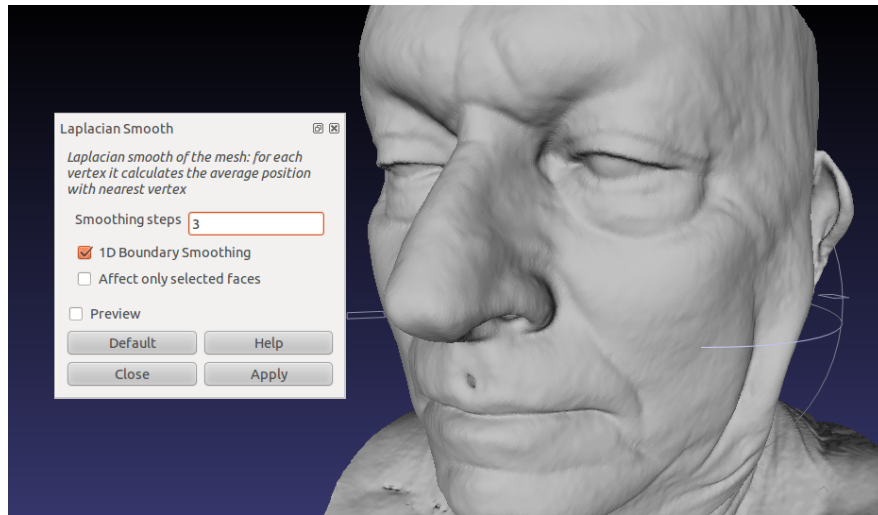 Laplacian Smooth
Laplacian smooth of the mesh: for each
vertex it calculates the average position
with nearest vertex
Smoothing steps 3
1D Boundary Smoothing
Affect only selected faces
Preview
Default Help
Close Apply